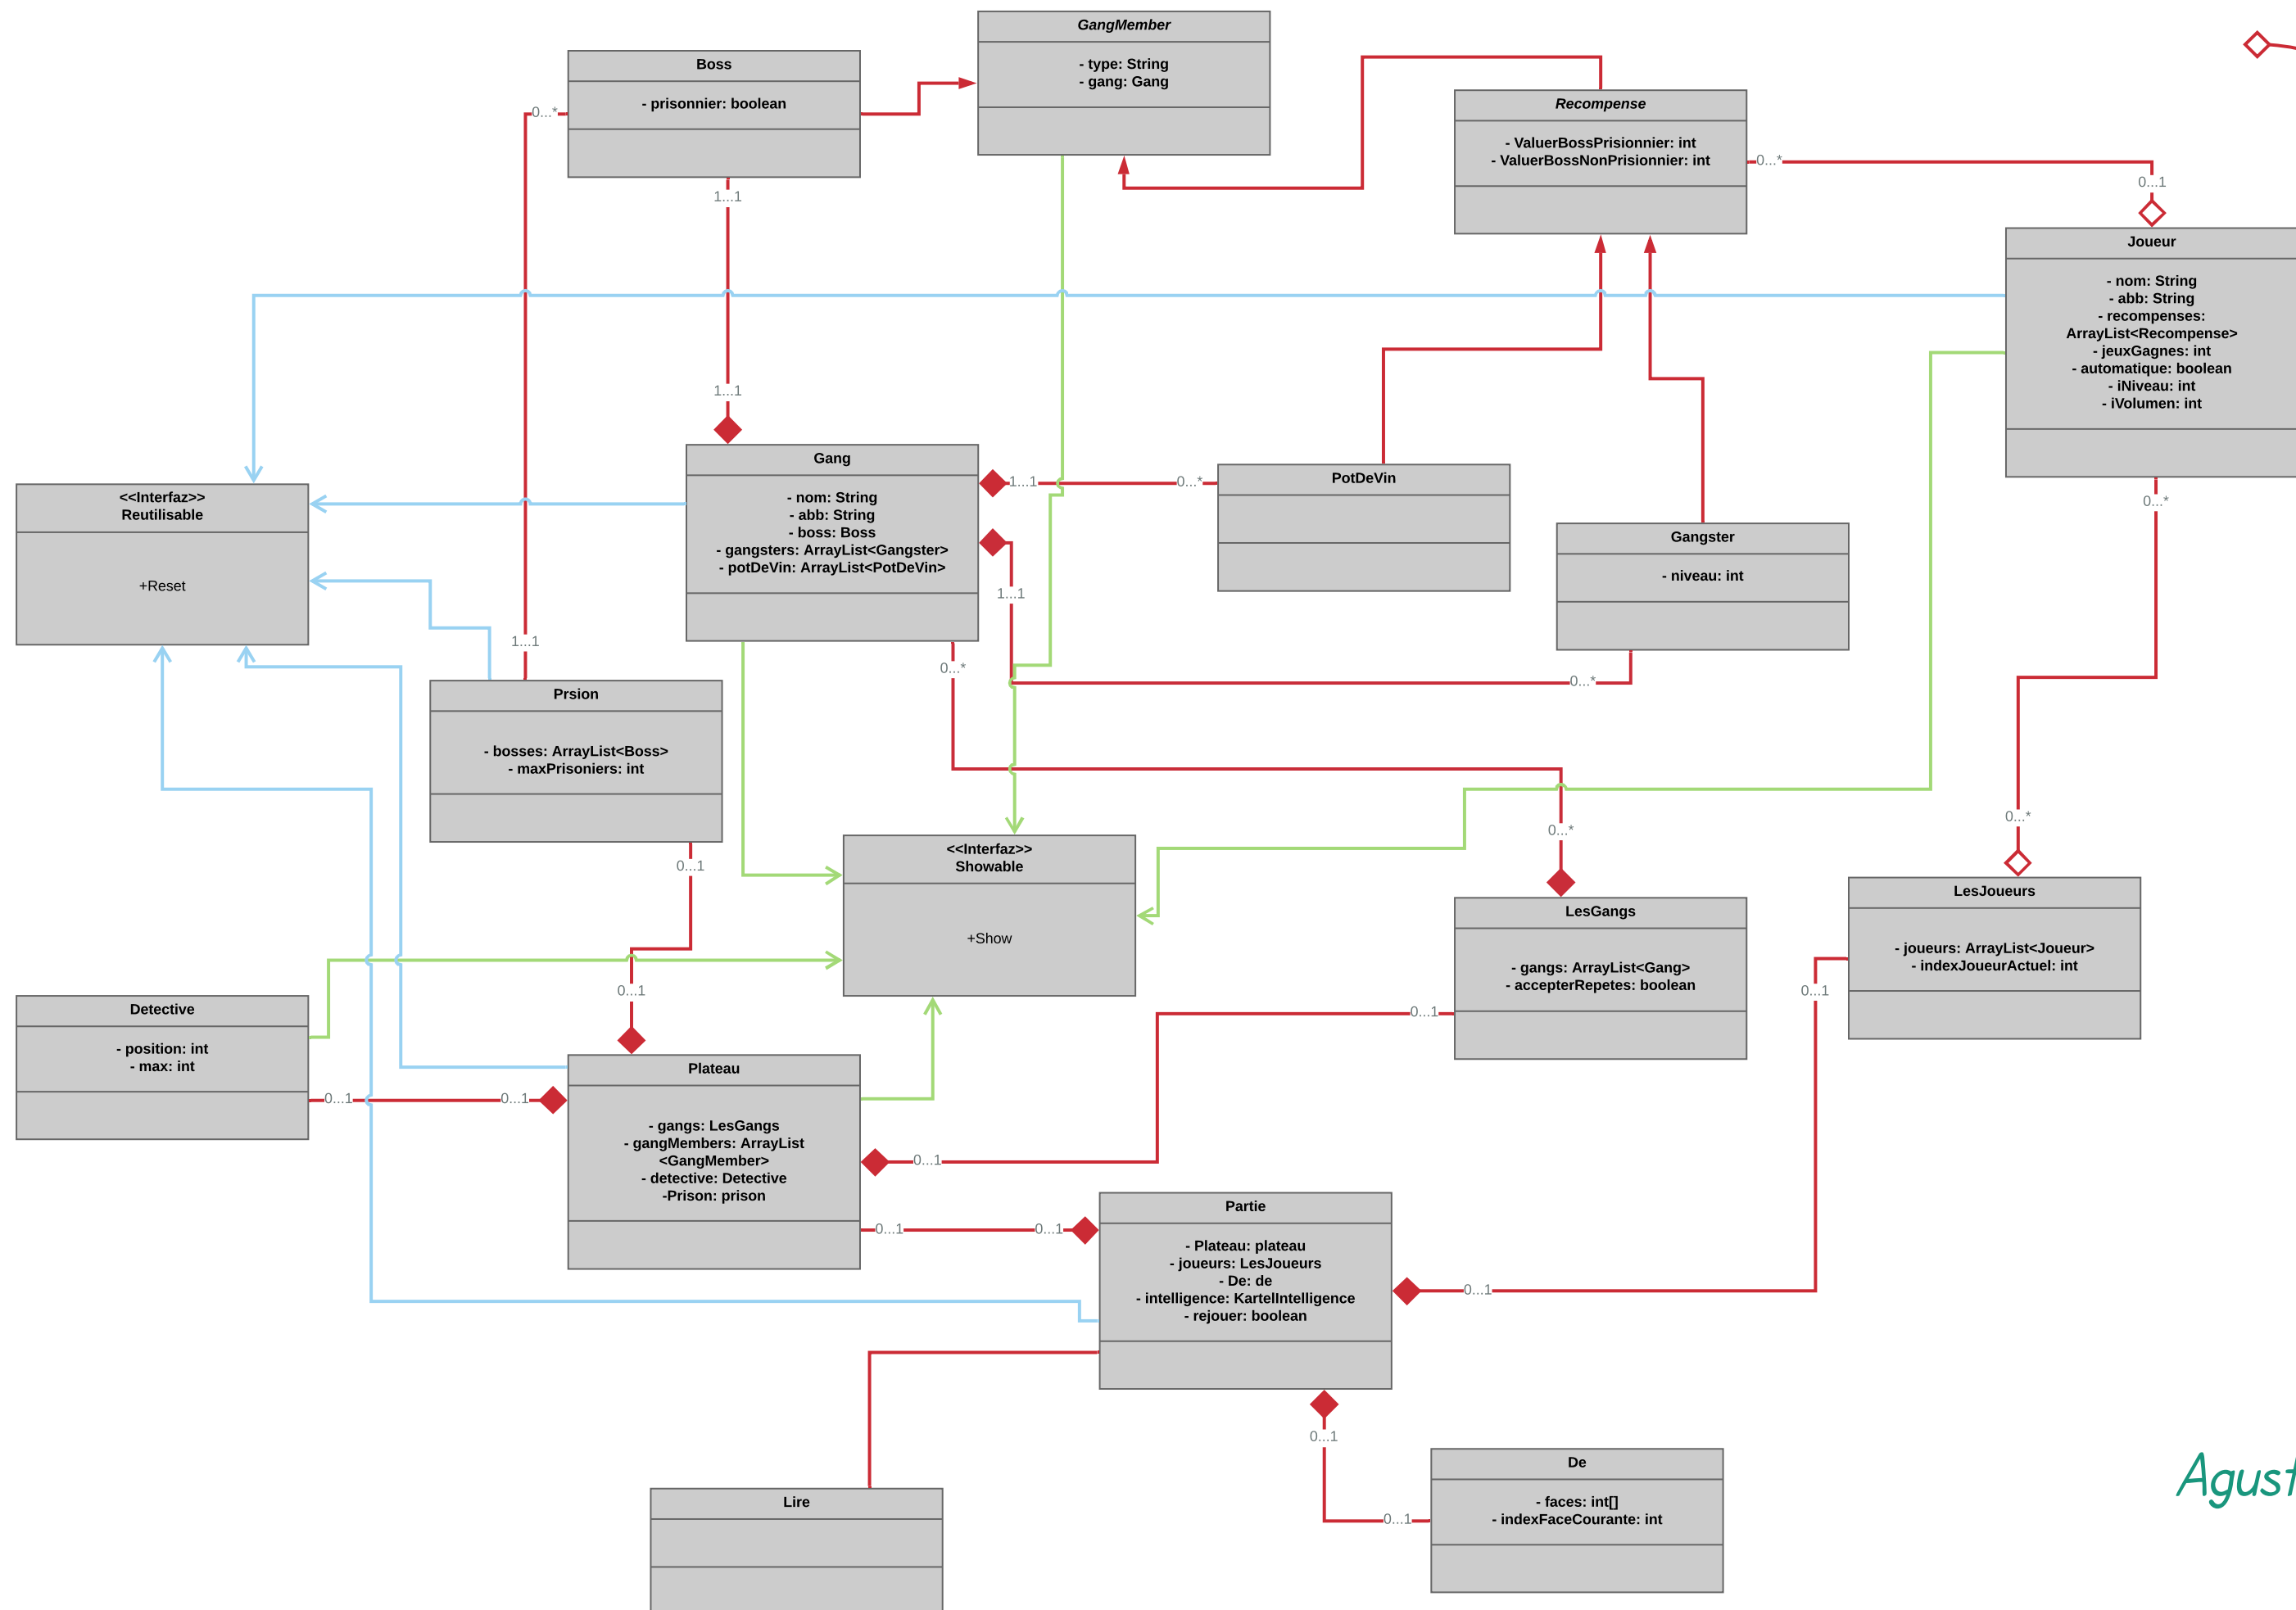 GangMember
- type: String
- gang: Gang
Boss
- prisonnier: boolean
Recompense
- ValuerBossPrisionnier: int
- ValuerBossNonPrisionnier: int
0...*
0...*
0...1
1...1
Joueur
- nom: String
- abb: String
- recompenses:
ArrayList<Recompense>
- jeuxGagnes: int
- automatique: boolean
- iNiveau: int
- iVolumen: int
1...1
Gang
- nom: String
- abb: String
- boss: Boss
- gangsters: ArrayList<Gangster>
- potDeVin: ArrayList<PotDeVin>
1...1
0...*
PotDeVin
<<Interfaz>>
Reutilisable
+Reset
0...*
Gangster
- niveau: int
1...1
1...1
0...*
0...*
Prsion
- bosses: ArrayList<Boss>
- maxPrisoniers: int
0...*
0...*
0...1
<<Interfaz>>
Showable
+Show
LesGangs
- gangs: ArrayList<Gang>
- accepterRepetes: boolean
LesJoueurs
- joueurs: ArrayList<Joueur>
- indexJoueurActuel: int
0...1
0...1
0...1
Detective
- position: int
- max: int
0...1
0...1
Plateau
- gangs: LesGangs
- gangMembers: ArrayList
<GangMember>
- detective: Detective
-Prison: prison
0...1
0...1
0...1
Partie
- Plateau: plateau
- joueurs: LesJoueurs
- De: de
- intelligence: KartelIntelligence
- rejouer: boolean
0...1
0...1
De
- faces: int[]
- indexFaceCourante: int
0...1
Lire